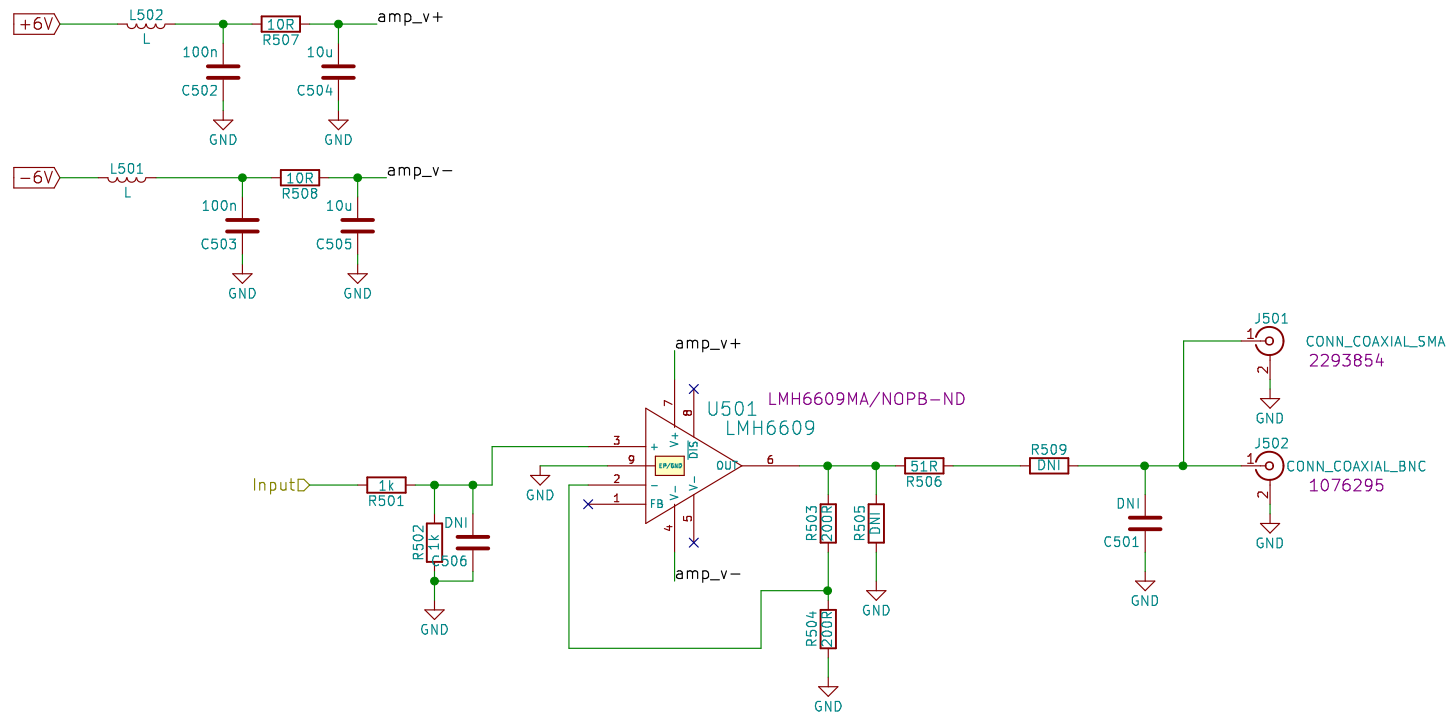 +6V
L502
L
100n
C502
GND
10R
R507
10u
C504
GND
amp_v+
-6V
L501
L
100n
C503
GND
10R
R508
10u
C505
GND
amp_v-
Input
1k
R501
R502
1k
GND
DNI
C506
amp_v+
7
8
U501
LMH6609MA/NOPB-ND
LMH6609
3
+
V+
DIS
9
EP/GND
OUT
6
GND
2
-
V-
V-
1
FB
4
5
amp_v-
R503
200R
R505
DNI
GND
R504
200R
GND
51R
R506
R509
DNI
DNI
C501
GND
J501
1
CONN_COAXIAL_SMA
2293854
2
GND
J502
1
CONN_COAXIAL_BNC
1076295
2
GND